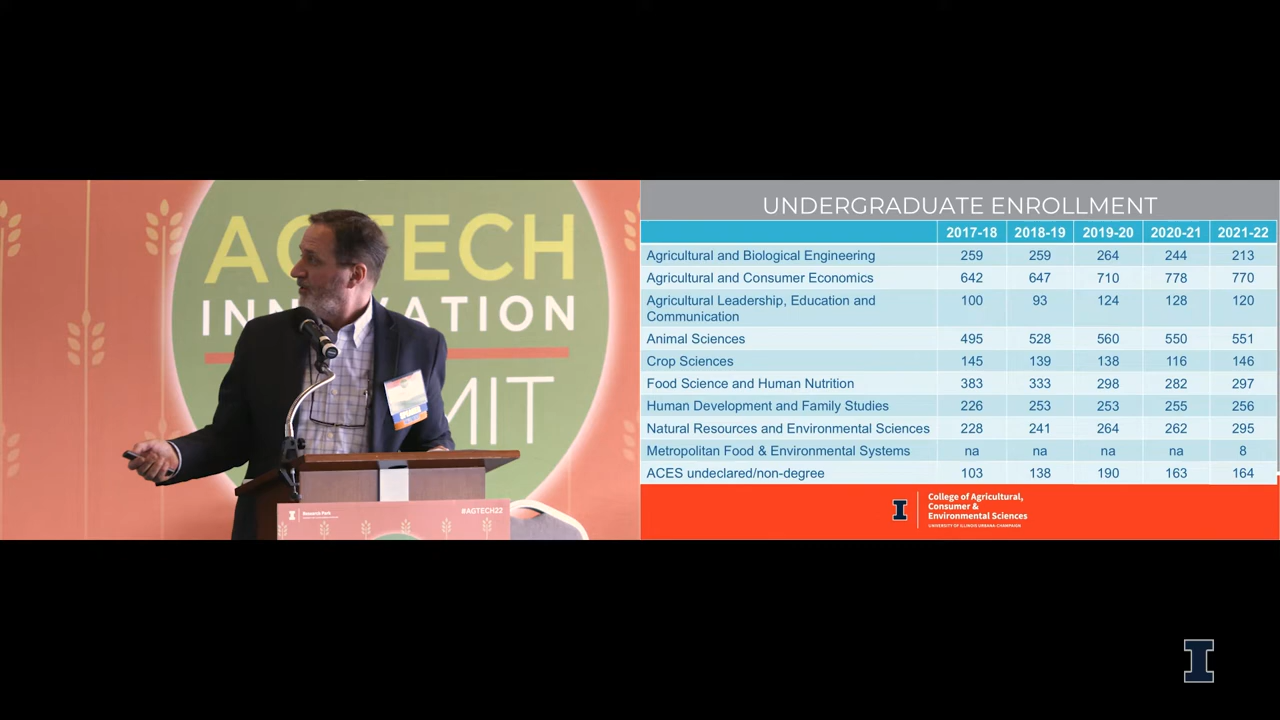 AGTECH
INN VATION
MIT
#AGTECH22
Research Park
UNDERGRADUATE ENROLLMENT
2017-18 2018-19 2019-20 2020-21 2021-22
Agricultural and Biological Engineering 259 259 264 244 213
Agricultural and Consumer Economics 642 647 710 778 770
Agricultural Leadership, Education and 100 93 124 128 120
Communication
Animal Sciences 495 528 560 550 551
Crop Sciences 145 139 138 116 146
Food Science and Human Nutrition 383 333 298 282 297
Human Development and Family Studies 226 253 253 255 256
Natural Resources and Environmental Sciences 228 241 264 262 295
Metropolitan Food & Environmental Systems na na na na 8
ACES undeclared/non-degree 103 138 190 163 164
I
College of Agricultural,
Consumer &
Environmental Sciences
UNIVERSITY OF ILLINOIS URBANA-CHAMPAIGN
I